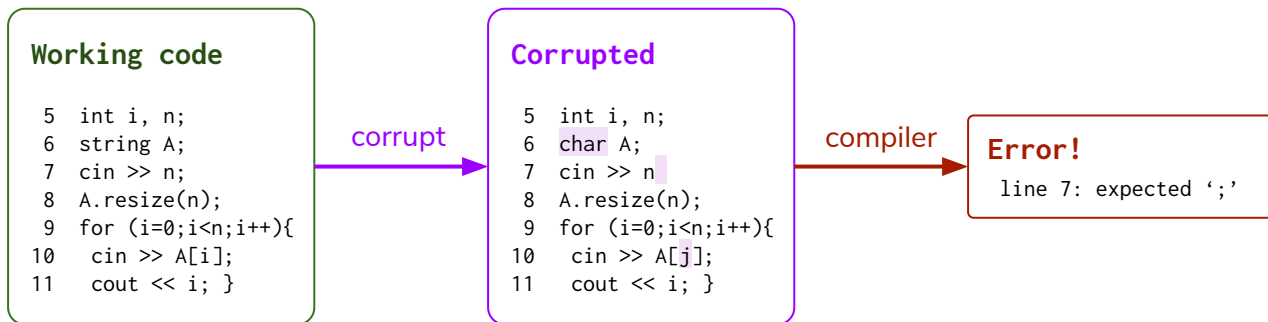 Working code
5 int i, n;
6 string A;
7 cin >> n;
8 A.resize(n);
9 for (i=0;i<n;i++){
10 cin >> A[i];
11 cout << i; }
corrupt
Corrupted
5 int i, n;
6 char A;
7 cin >> n
8 A.resize(n);
9 for (i=0;i<n;i++){
10 cin >> A[j];
11 cout << i; }
compiler
Error!
line 7: expected ‘;’